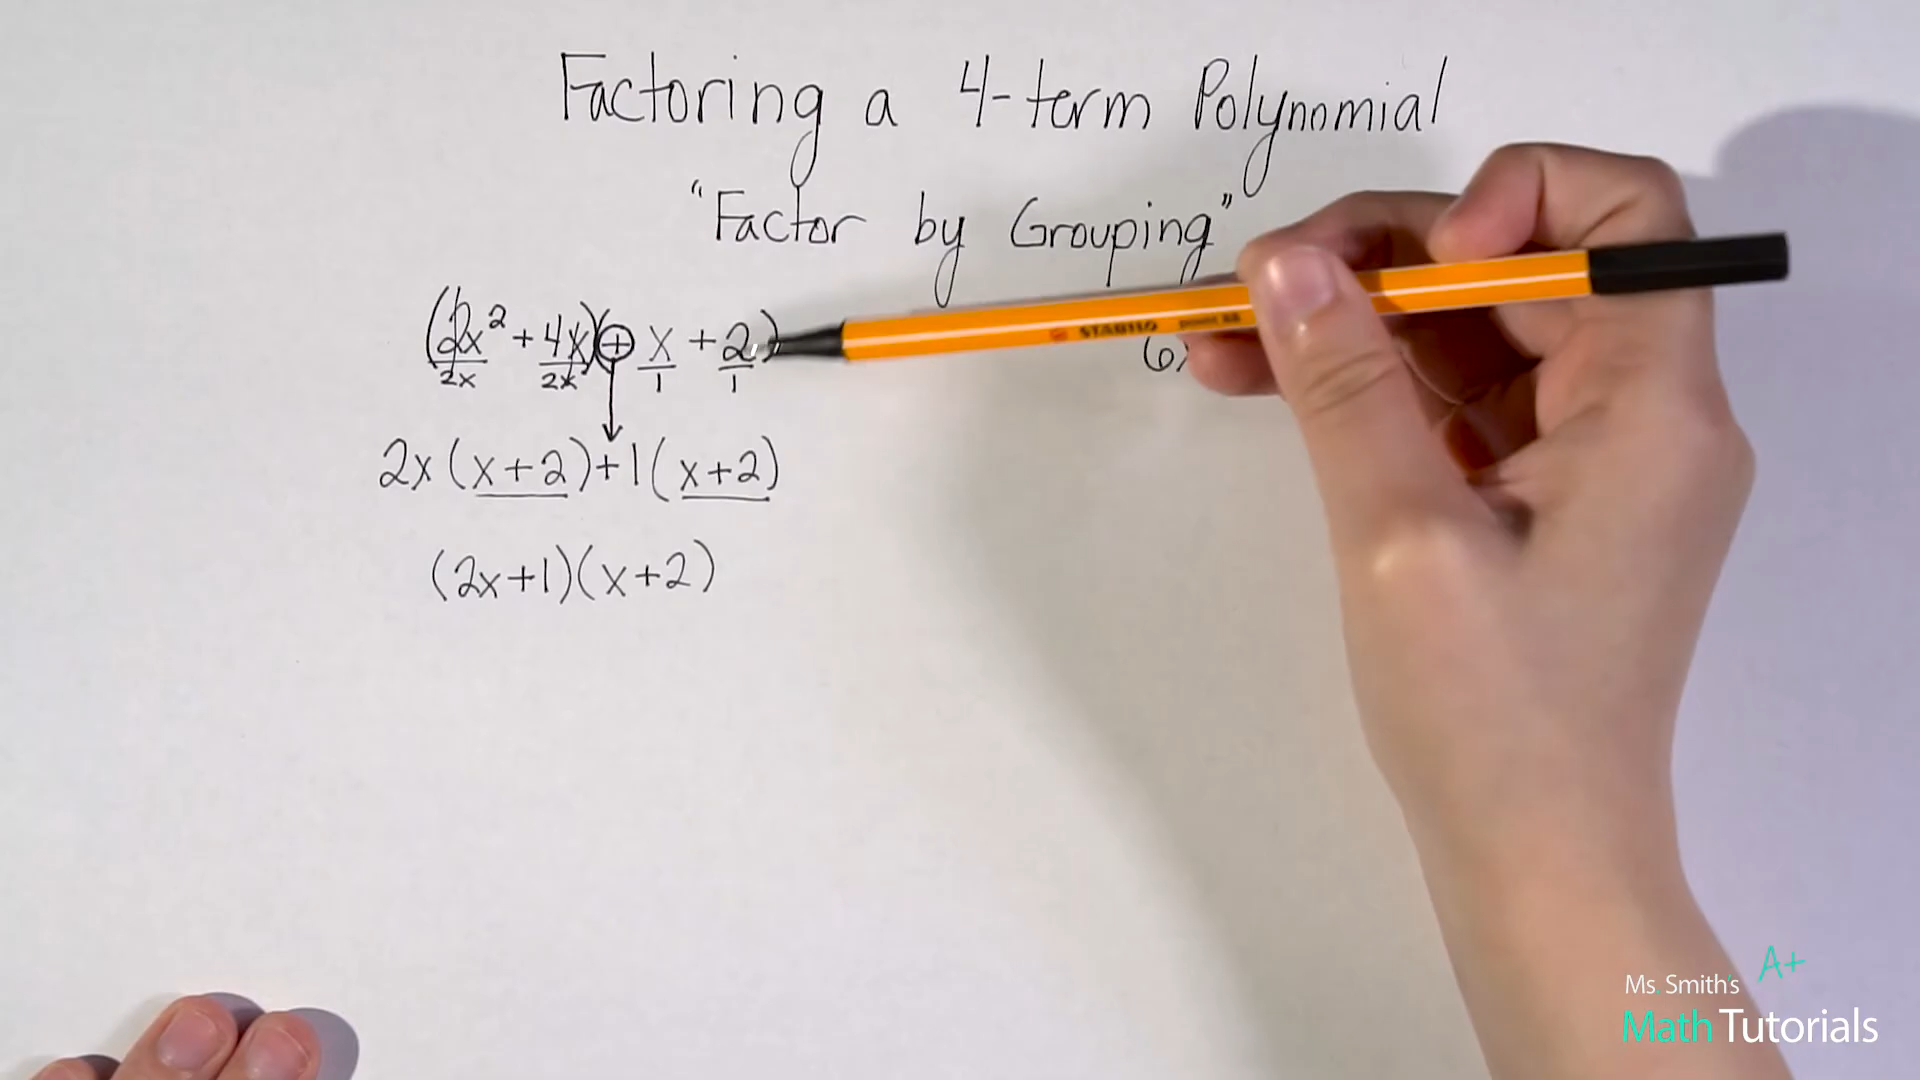 Factoring a 4-term Polynomial
"Factor by Grouping"
(2x² + 4x)(+ x + 2)
2x 2x 1 1
2x (x+2)+1(x+2)
(2x+1)(x+2)
STABILO
Ms. Smith's A+
Math Tutorials